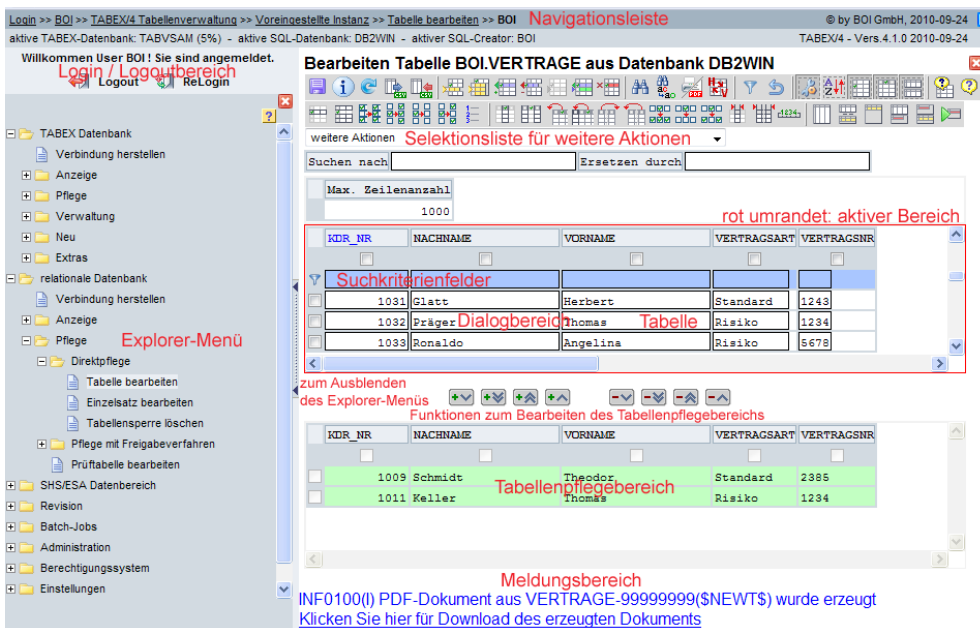 Login >> BOI >> TABEX/4 Tabellenverwaltung >> Voreingestellte Instanz >> Tabelle bearbeiten >> BOI
Navigationsleiste
© by BOI GmbH, 2010-09-24
aktive TABEX-Datenbank: TABVSAM (5%) - aktive SQL-Datenbank: DB2WIN - aktiver SQL-Creator: BOI
TABEX/4 - Vers.4.1.0 2010-09-24
Willkommen User BOI ! Sie sind angemeldet.
Login / Logoutbereich
Logout ReLogin
TABEX Datenbank
Verbindung herstellen
Anzeige
Pflege
Verwaltung
Neu
Extras
relationale Datenbank
Verbindung herstellen
Anzeige
Pflege
Explorer-Menü
Direktpflege
Tabelle bearbeiten
Einzelsatz bearbeiten
Tabellensperre löschen
Pflege mit Freigabeverfahren
Prüftabelle bearbeiten
SHS/ESA Datenbereich
Revision
Batch-Jobs
Administration
Berechtigungssystem
Einstellungen
Bearbeiten Tabelle BOI.VERTRAGE aus Datenbank DB2WIN
weitere Aktionen
Selektionsliste für weitere Aktionen
Suchen nach Ersetzen durch
Max. Zeilenanzahl
1000
rot umrandet: aktiver Bereich
KDR_NR NACHNAME VORNAME VERTRAGSART VERTRAGSNR
Suchkriterienfelder
1031 Glatt Herbert Standard 1243
1032 Präger Thomas Risiko 1234
Dialogbereich Tabelle
1033 Ronaldo Angelina Risiko 5678
zum Ausblenden
des Explorer-Menüs
Funktionen zum Bearbeiten des Tabellenpflegebereichs
KDR_NR NACHNAME VORNAME VERTRAGSART VERTRAGSNR
1009 Schmidt Theodor Standard 2385
Tabellenpflegebereich
1011 Keller Thomas Risiko 1234
Meldungsbereich
INF0100(I) PDF-Dokument aus VERTRAGE-99999999($NEWT$) wurde erzeugt
Klicken Sie hier für Download des erzeugten Dokuments